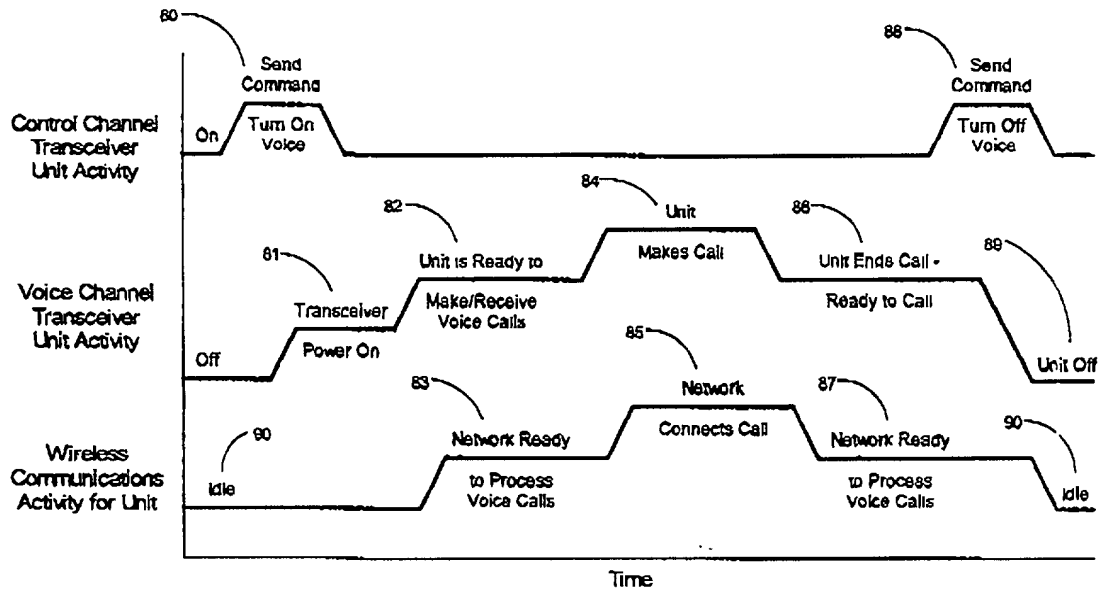 80
88
Send
Command
Send
Command
Control Channel
Transceiver
Unit Activity
On
Turn On
Voice
Turn Off
Voice
84
82
Unit
86
81
Unit is Ready to
Makes Call
Unit Ends Call -
89
Voice Channel
Transceiver
Unit Activity
Transceiver
Make/Receive
Voice Calls
Ready to Call
Off
Power On
85
Unit Off
83
Network
87
90
Network Ready
Connects Call
Network Ready
90
Wireless
Communications
Activity for Unit
Idle
to Process
Voice Calls
to Process
Voice Calls
Idle
Time